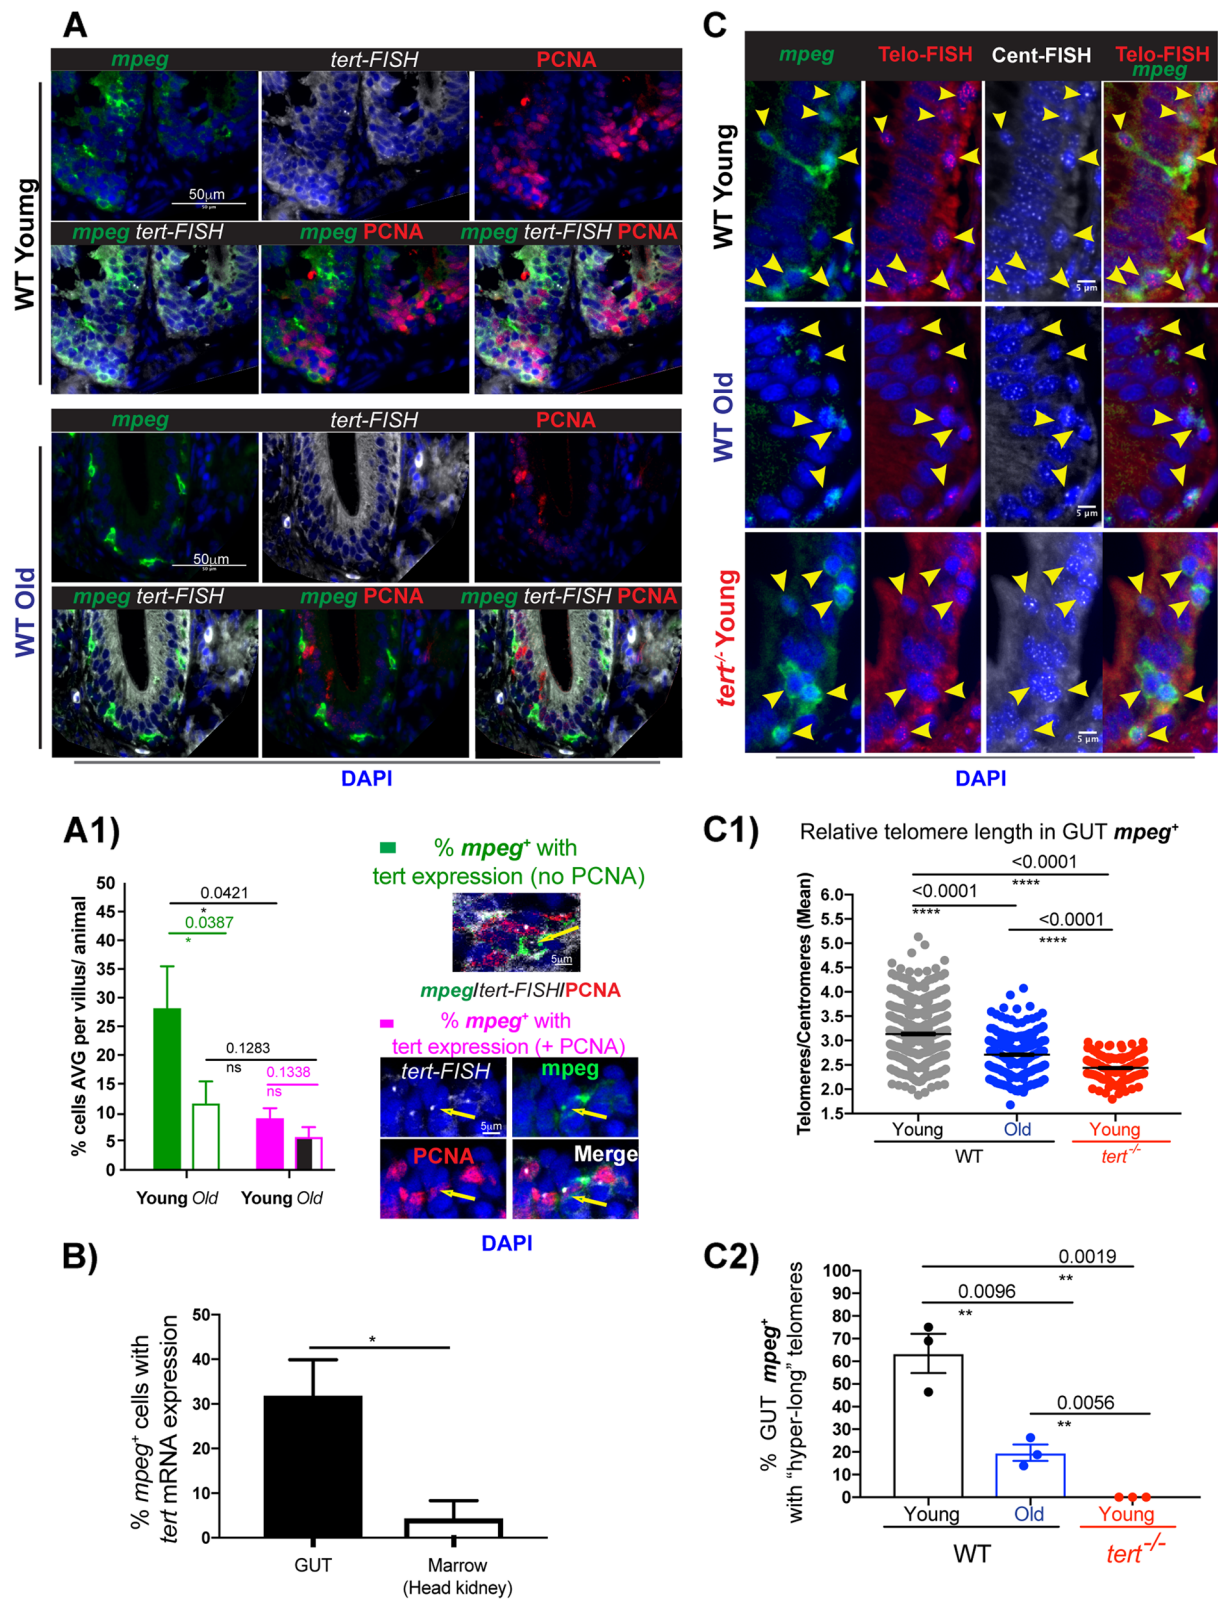 A
mpeg tert-FISH PCNA
WT Youmg
50μm
50 μm
mpeg tert-FISH mpeg PCNA mpeg tert-FISH PCNA
mpeg tert-FISH PCNA
WT Old
50μm
50 μm
mpeg tert-FISH mpeg PCNA mpeg tert-FISH PCNA
DAPI
C
mpeg Telo-FISH Cent-FISH Telo-FISH
mpeg
WT Young
5 μm
WT Old
5 μm
tert-/- Young
5 μm
DAPI
A1)
% cells AVG per villus/ animal
50
45
40
35
30
25
20
15
10
5
0
0.0421
*
0.0387
*
0.1283
ns
0.1338
ns
Young Old Young Old
% mpeg+ with
tert expression (no PCNA)
5μm
mpeg/tert-FISH/PCNA
% mpeg+ with
tert expression (+ PCNA)
tert-FISH mpeg
5μm
PCNA Merge
DAPI
B)
% mpeg+ cells with
tert mRNA expression
50
40
30
20
10
0
*
GUT Marrow
(Head kidney)
C1)
Relative telomere length in GUT mpeg+
Telomeres/Centromeres (Mean)
6.0
5.5
5.0
4.5
4.0
3.5
3.0
2.5
2.0
1.5
<0.0001
****
<0.0001
****
<0.0001
****
Young Old Young
WT tert-/-
C2)
% GUT mpeg+
with “hyper-long” telomeres
100
90
80
70
60
50
40
30
20
10
0
0.0019
**
0.0096
**
0.0056
**
Young Old Young
WT tert-/-